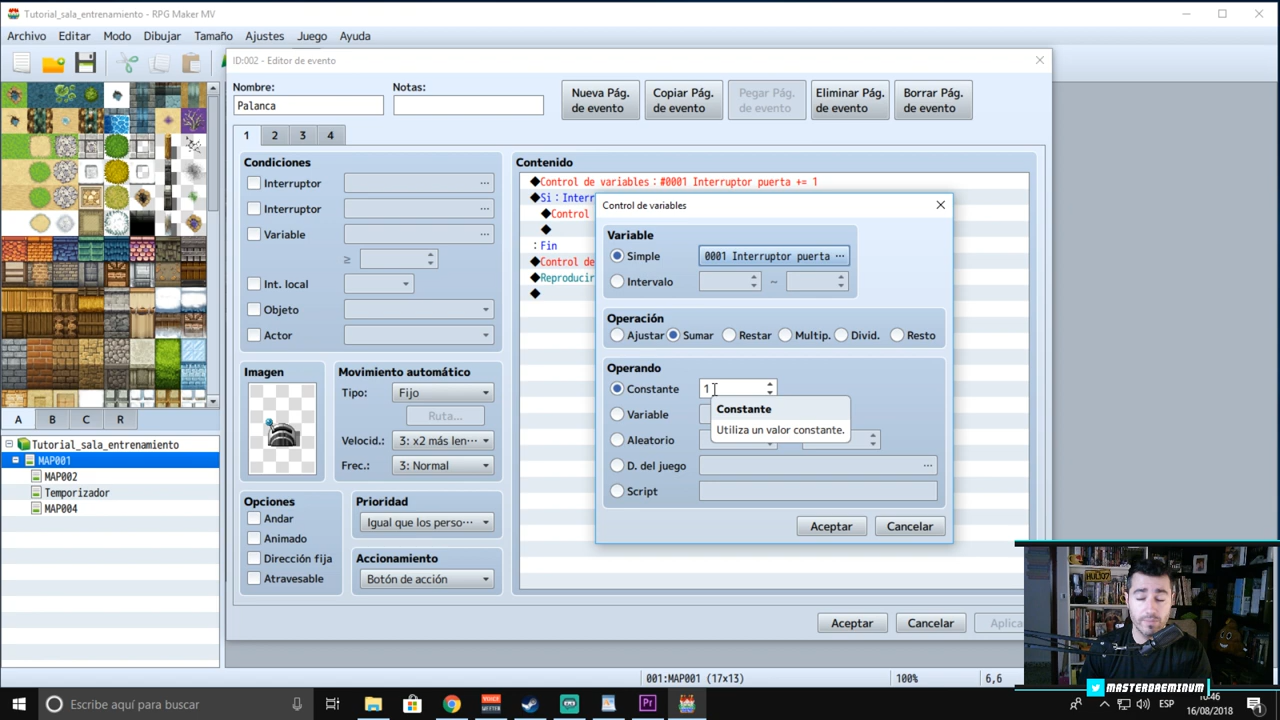 Tutorial_sala_entrenamiento - RPG Maker MV
Archivo Editar Modo Dibujar Tamaño Ajustes Juego Ayuda
ID:002 - Editor de evento
Nombre: Notas:
Palanca
Nueva Pág. de evento
Copiar Pág. de evento
Pegar Pág. de evento
Eliminar Pág. de evento
Borrar Pág. de evento
1 2 3 4
Condiciones
Interruptor ...
Interruptor ...
Variable ...
≥
Int. local
Objeto
Actor
Imagen
Movimiento automático
Tipo: Fijo
Ruta...
Velocid.: 3: x2 más len···
Frec.: 3: Normal
Opciones
Andar
Animado
Dirección fija
Atravesable
Prioridad
Igual que los perso···
Accionamiento
Botón de acción
Contenido
◆Control de variables：#0001 Interruptor puerta += 1
◆Si：Interr
◆Control
◆
：Fin
◆Control de
◆Reproducir
◆
Control de variables
Variable
Simple 0001 Interruptor puerta ...
Intervalo ~
Operación
Ajustar Sumar Restar Multip. Divid. Resto
Operando
Constante 1
Constante
Utiliza un valor constante.
Variable
Aleatorio
D. del juego ...
Script
Aceptar Cancelar
Aceptar Cancelar Aplica
A B C R
Tutorial_sala_entrenamiento
MAP001
MAP002
Temporizador
MAP004
001:MAP001 (17x13) 100% 6,6
MASTERDAEMINUM
Escribe aquí para buscar
ESP
16/08/2018